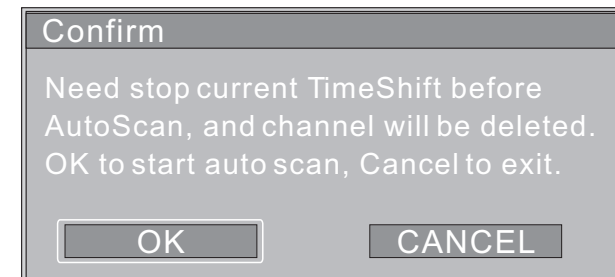 Confirm
Need stop current TimeShift before
AutoScan, and channel will be deleted.
OK to start auto scan, Cancel to exit.
OK CANCEL